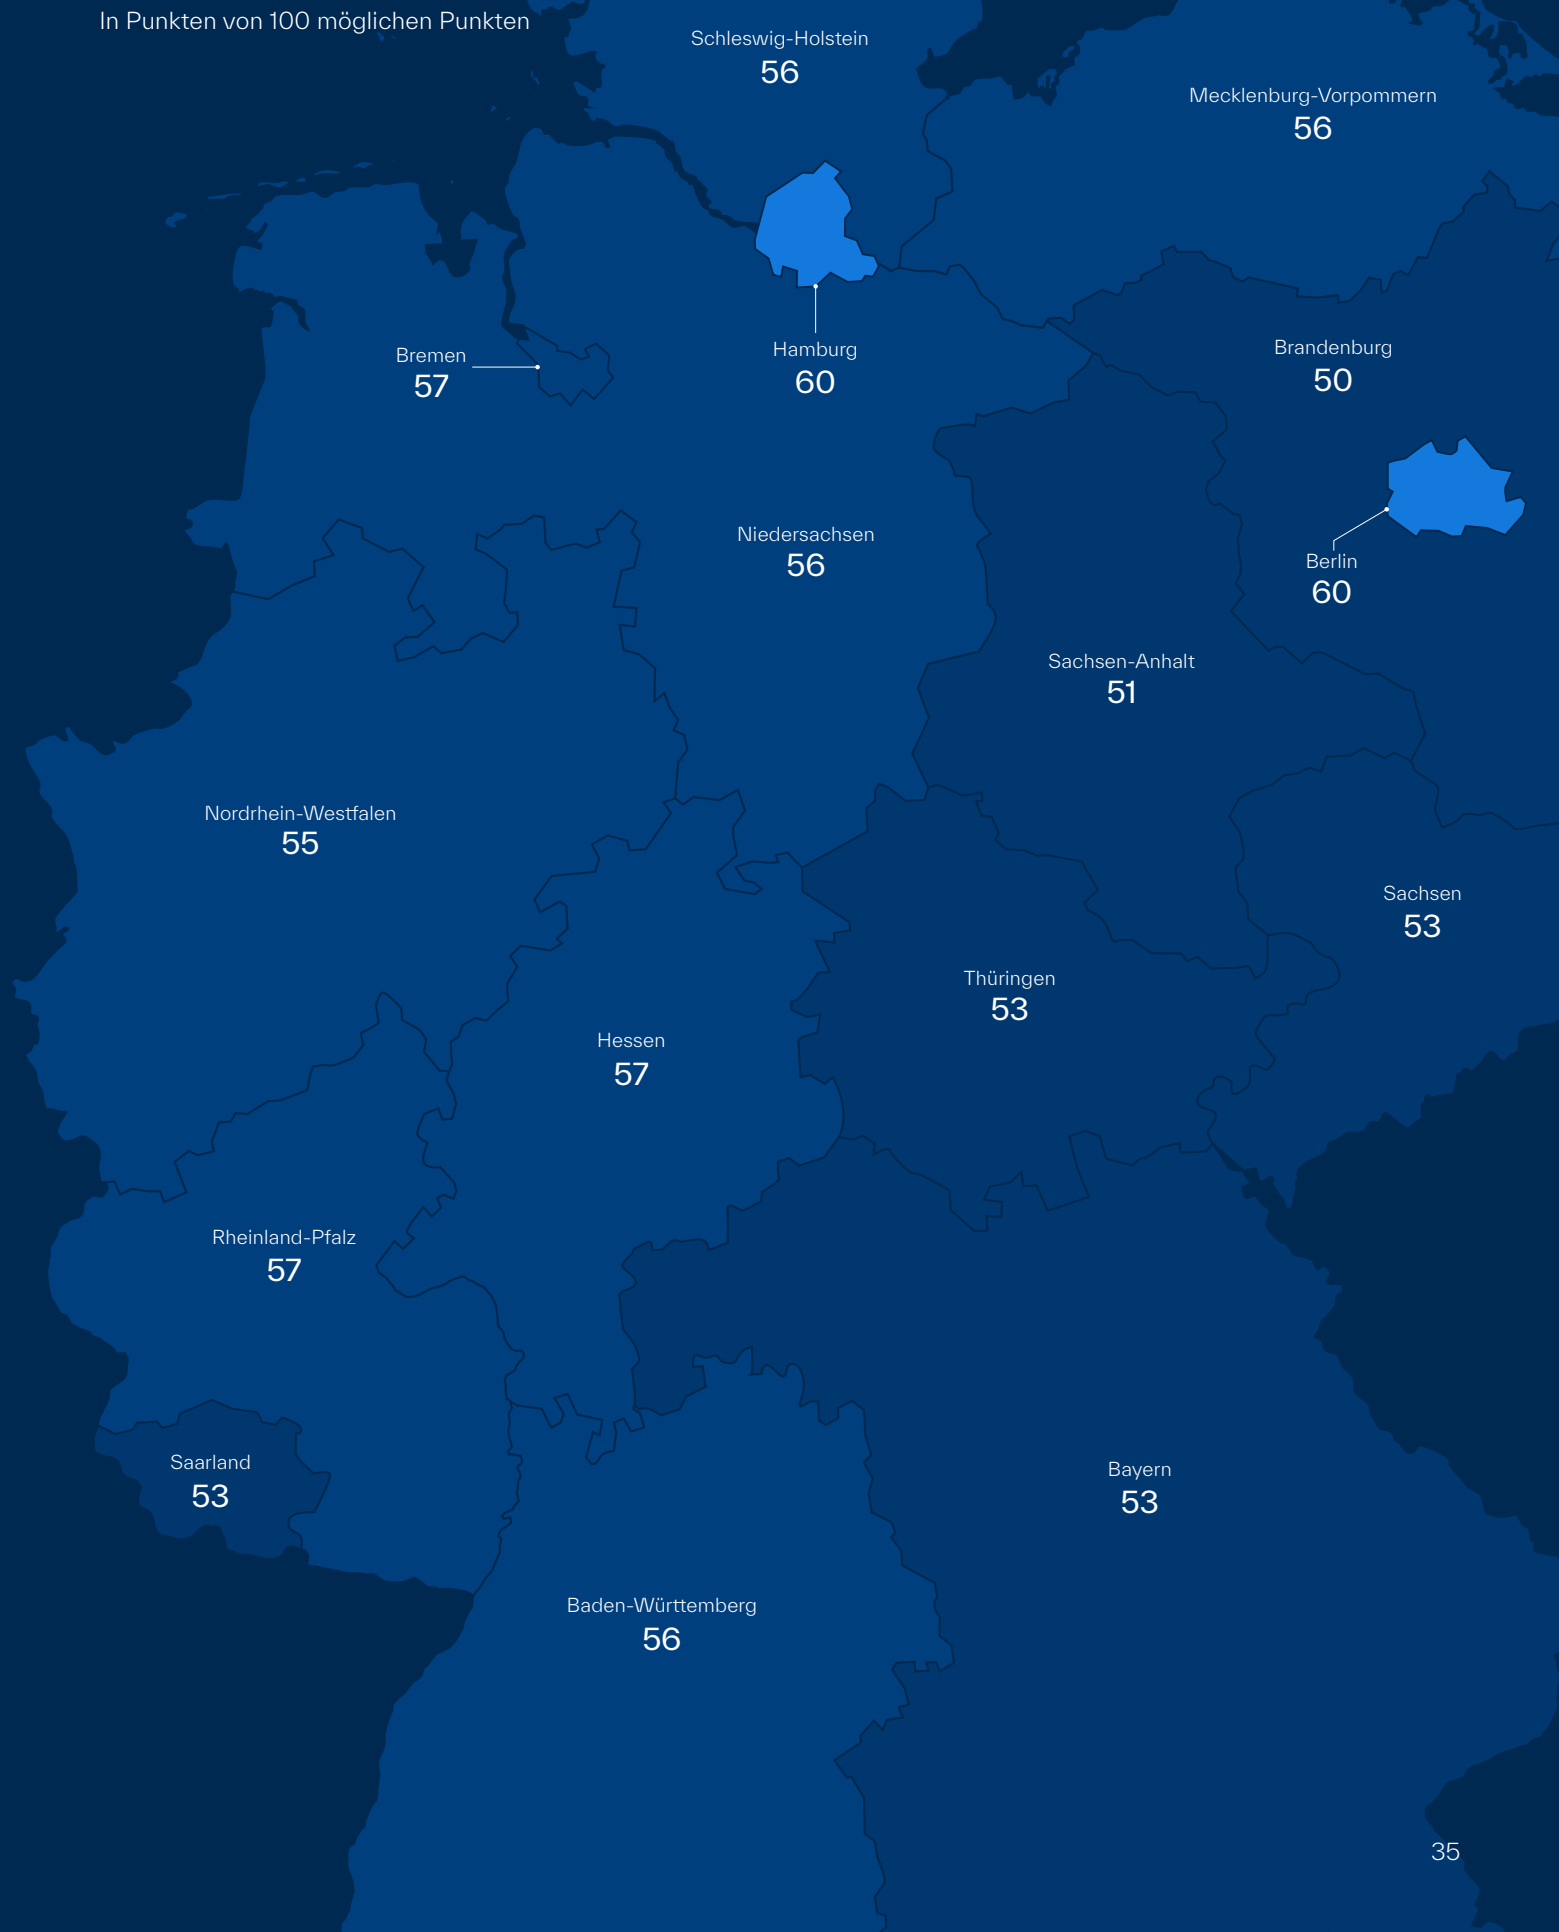 In Punkten von 100 möglichen Punkten
Schleswig-Holstein
56
Mecklenburg-Vorpommern
56
Bremen
57
Hamburg
60
Brandenburg
50
Niedersachsen
56
Berlin
60
Sachsen-Anhalt
51
Nordrhein-Westfalen
55
Sachsen
53
Thüringen
53
Hessen
57
Rheinland-Pfalz
57
Saarland
53
Bayern
53
Baden-Württemberg
56
35